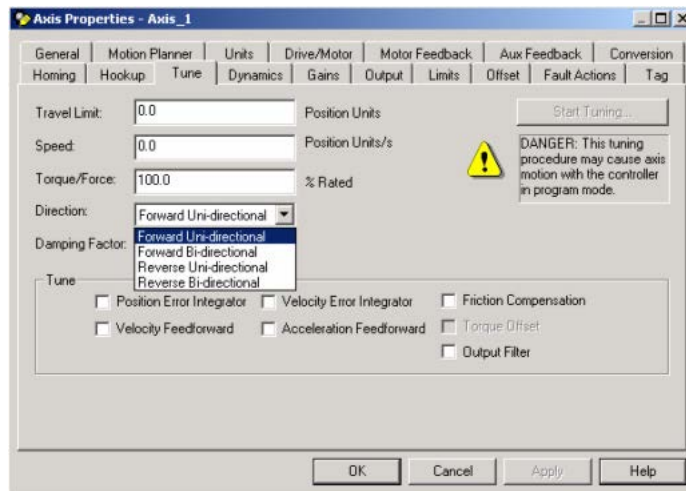 Axis Properties - Axis_1
General Motion Planner Units Drive/Motor Motor Feedback Aux Feedback Conversion
Homing Hookup Tune Dynamics Gains Output Limits Offset Fault Actions Tag
Travel Limit: 0.0 Position Units
Start Tuning...
Speed: 0.0 Position Units/s
DANGER: This tuning
procedure may cause axis
motion with the controller
in program mode.
Torque/Force: 100.0 % Rated
Direction: Forward Uni-directional
Forward Uni-directional
Forward Bi-directional
Reverse Uni-directional
Reverse Bi-directional
Damping Factor:
Tune
Position Error Integrator Velocity Error Integrator Friction Compensation
Velocity Feedforward Acceleration Feedforward Torque Offset
Output Filter
OK Cancel Apply Help